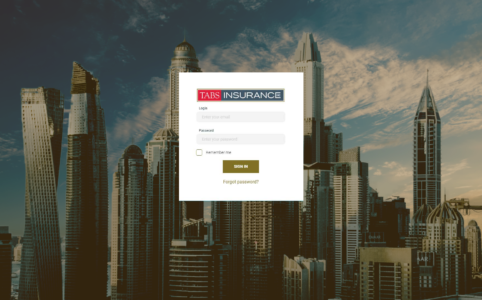 TABS INSURANCE
Login
Enter your email
Password
Enter your password
Remember me
SIGN IN
Forgot password?